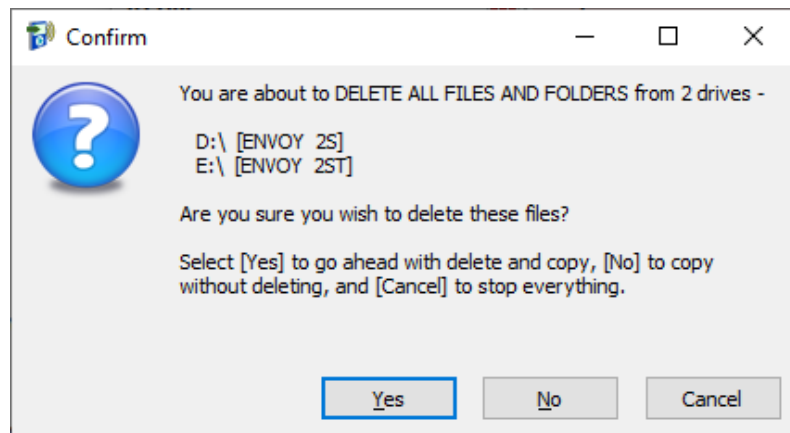 Confirm
You are about to DELETE ALL FILES AND FOLDERS from 2 drives -
D:\ [ENVOY 2S]
E:\ [ENVOY 2ST]
Are you sure you wish to delete these files?
Select [Yes] to go ahead with delete and copy, [No] to copy
without deleting, and [Cancel] to stop everything.
Yes
No
Cancel